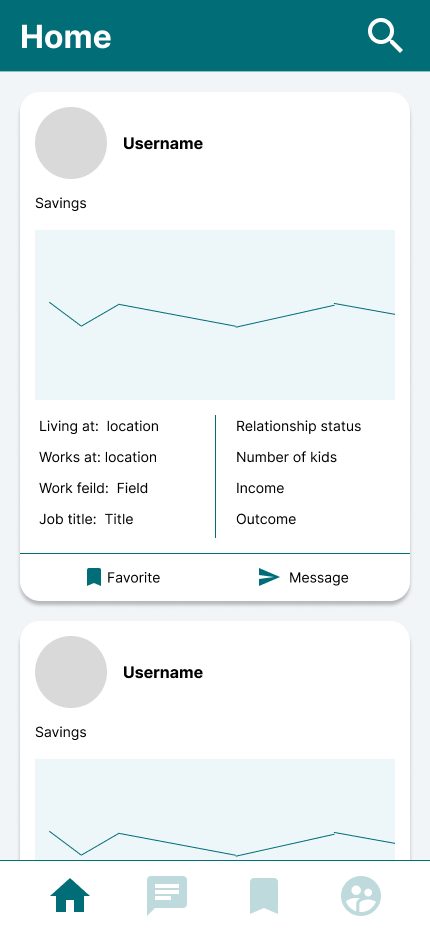 Home
Username
Savings
Living at:  location
Relationship status
Works at: location
Number of kids
Work feild:  Field
Income
Job title:  Title
Outcome
Favorite
Message
Username
Savings